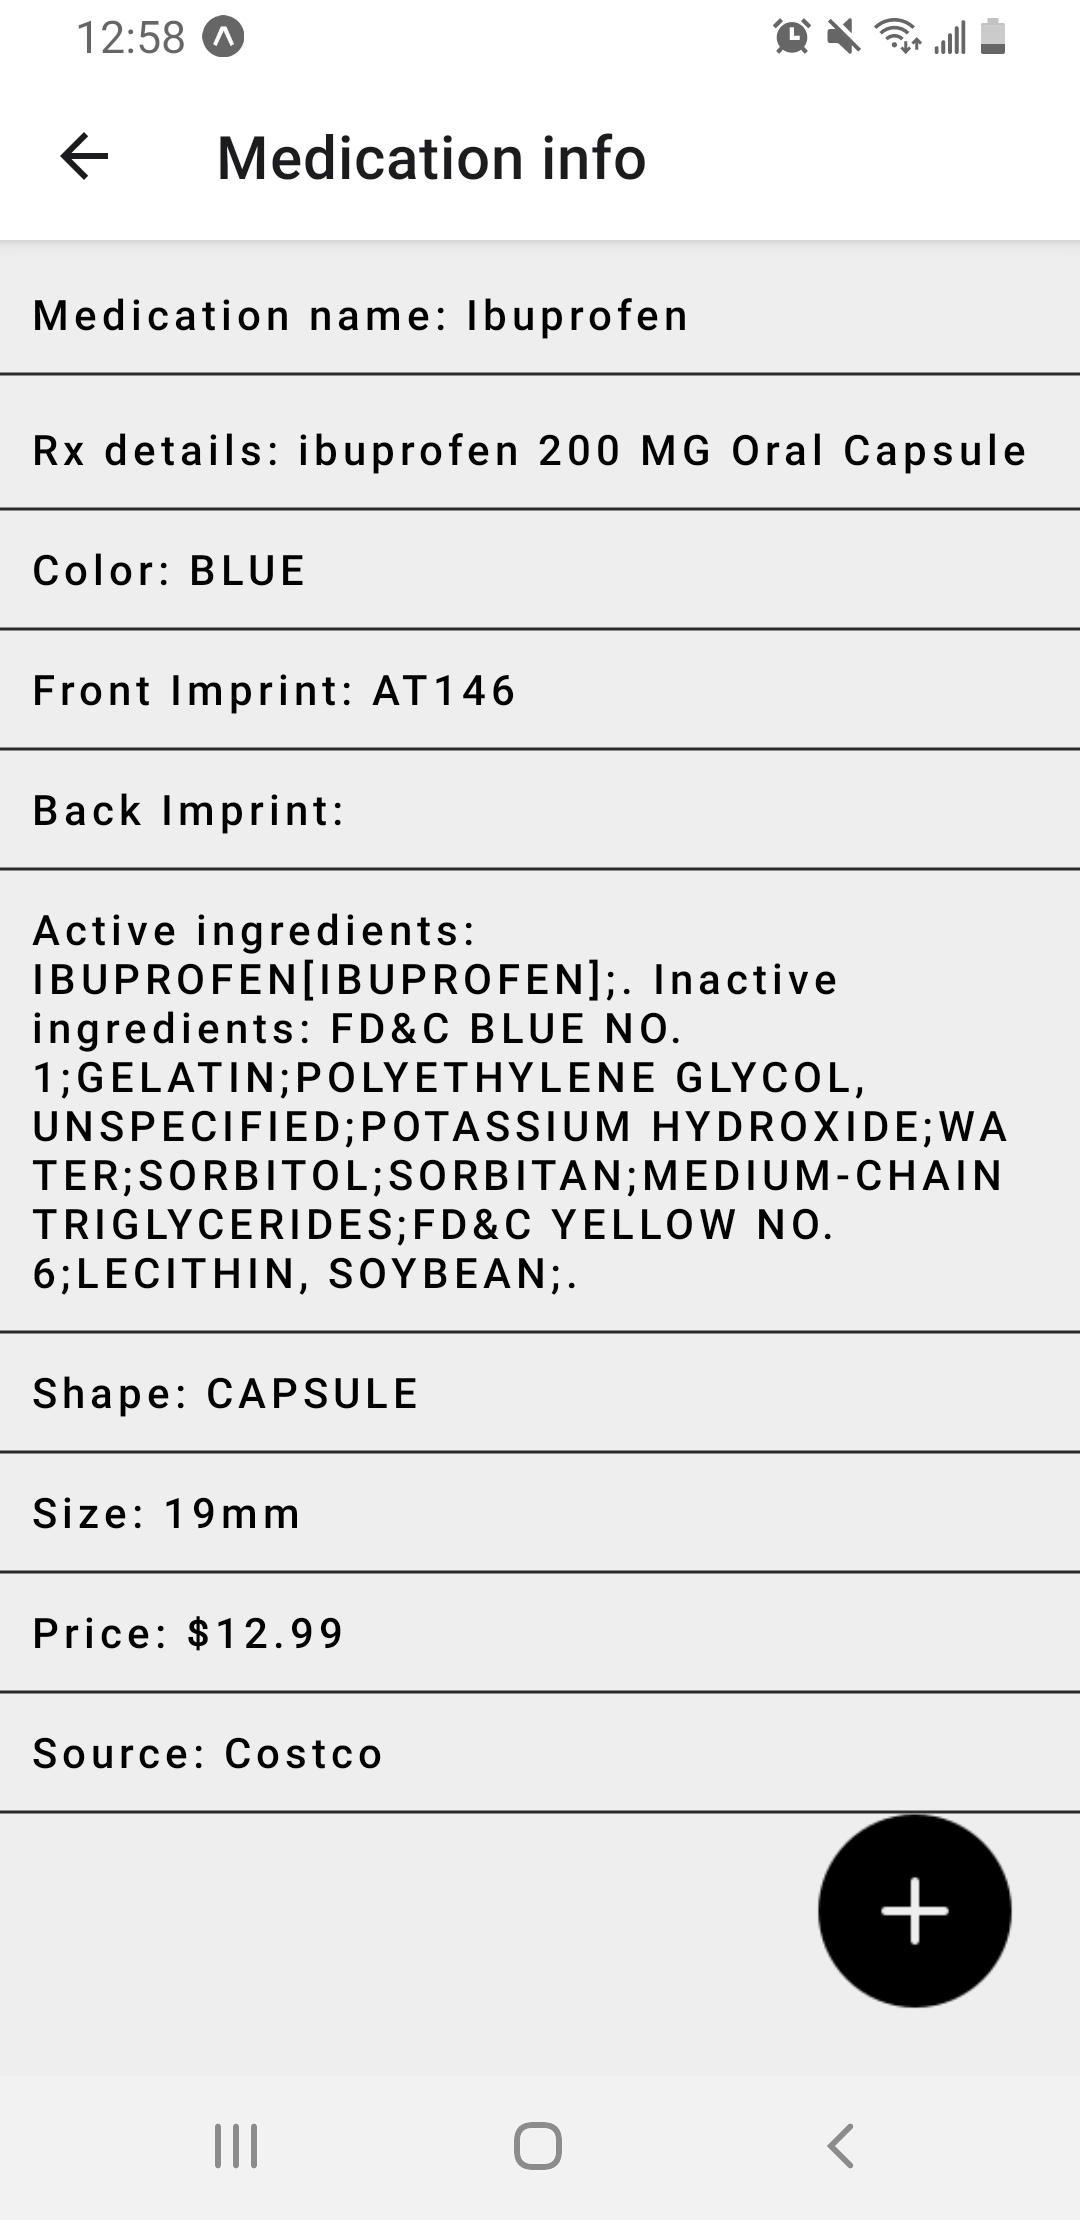 12:58
Medication info
Medication name: Ibuprofen
Rx details: ibuprofen 200 MG Oral Capsule
Color: BLUE
Front Imprint: AT146
Back Imprint:
Active ingredients:
IBUPROFEN[IBUPROFEN];. Inactive
ingredients: FD&C BLUE NO.
1;GELATIN;POLYETHYLENE GLYCOL,
UNSPECIFIED;POTASSIUM HYDROXIDE;WA
TER;SORBITOL;SORBITAN;MEDIUM-CHAIN
TRIGLYCERIDES;FD&C YELLOW NO.
6;LECITHIN, SOYBEAN;.
Shape: CAPSULE
Size: 19mm
Price: $12.99
Source: Costco